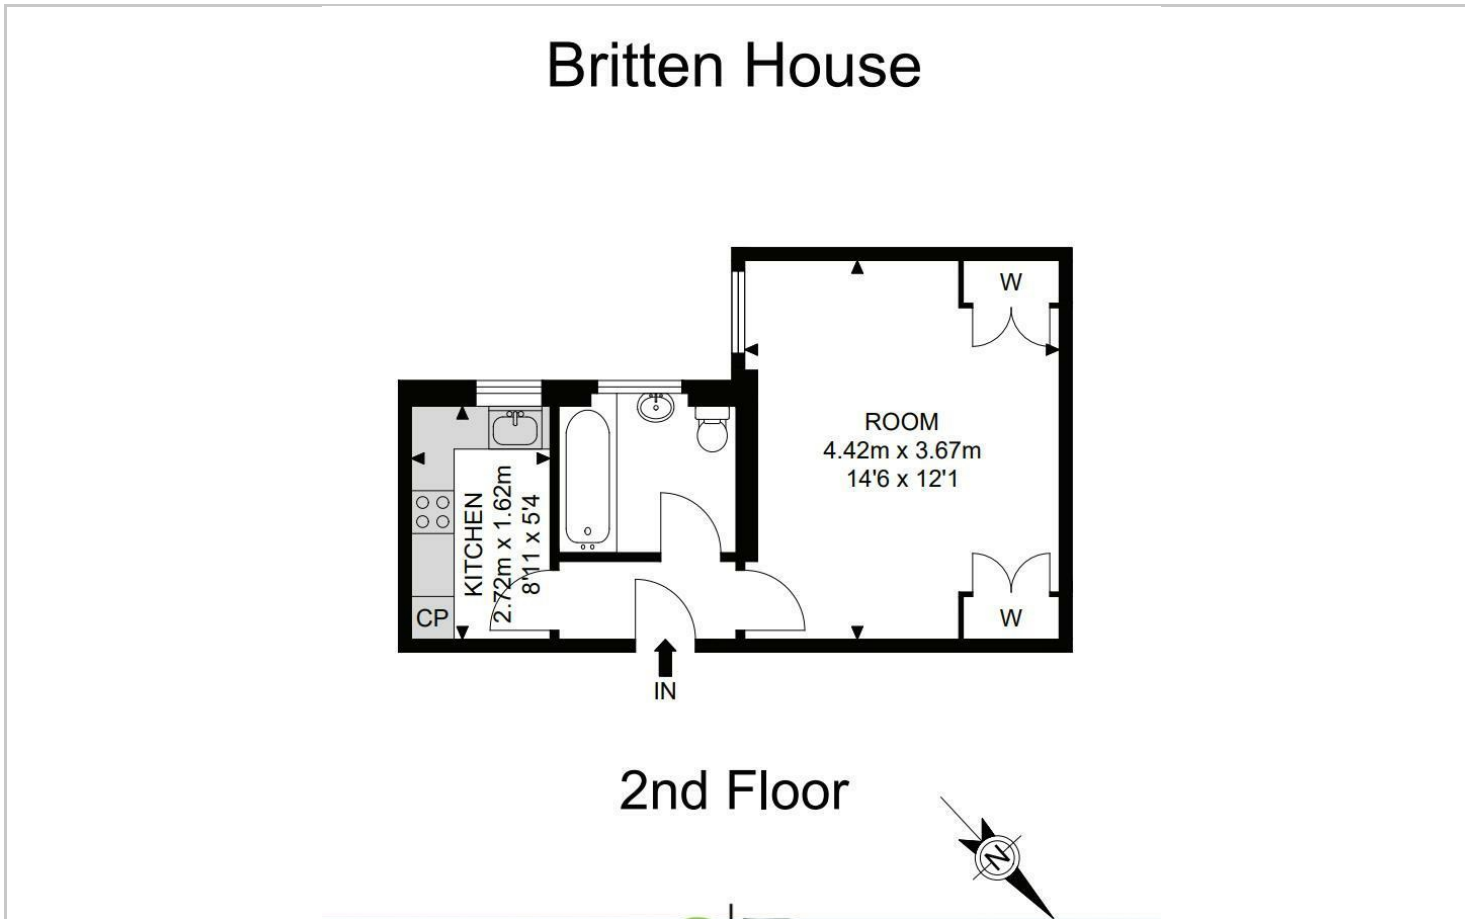 Britten House
W
ROOM
4.42m x 3.67m
14'6 x 12'1
KITCHEN
2.72m x 1.62m
8'11 x 5'4
CP
W
IN
2nd Floor
N